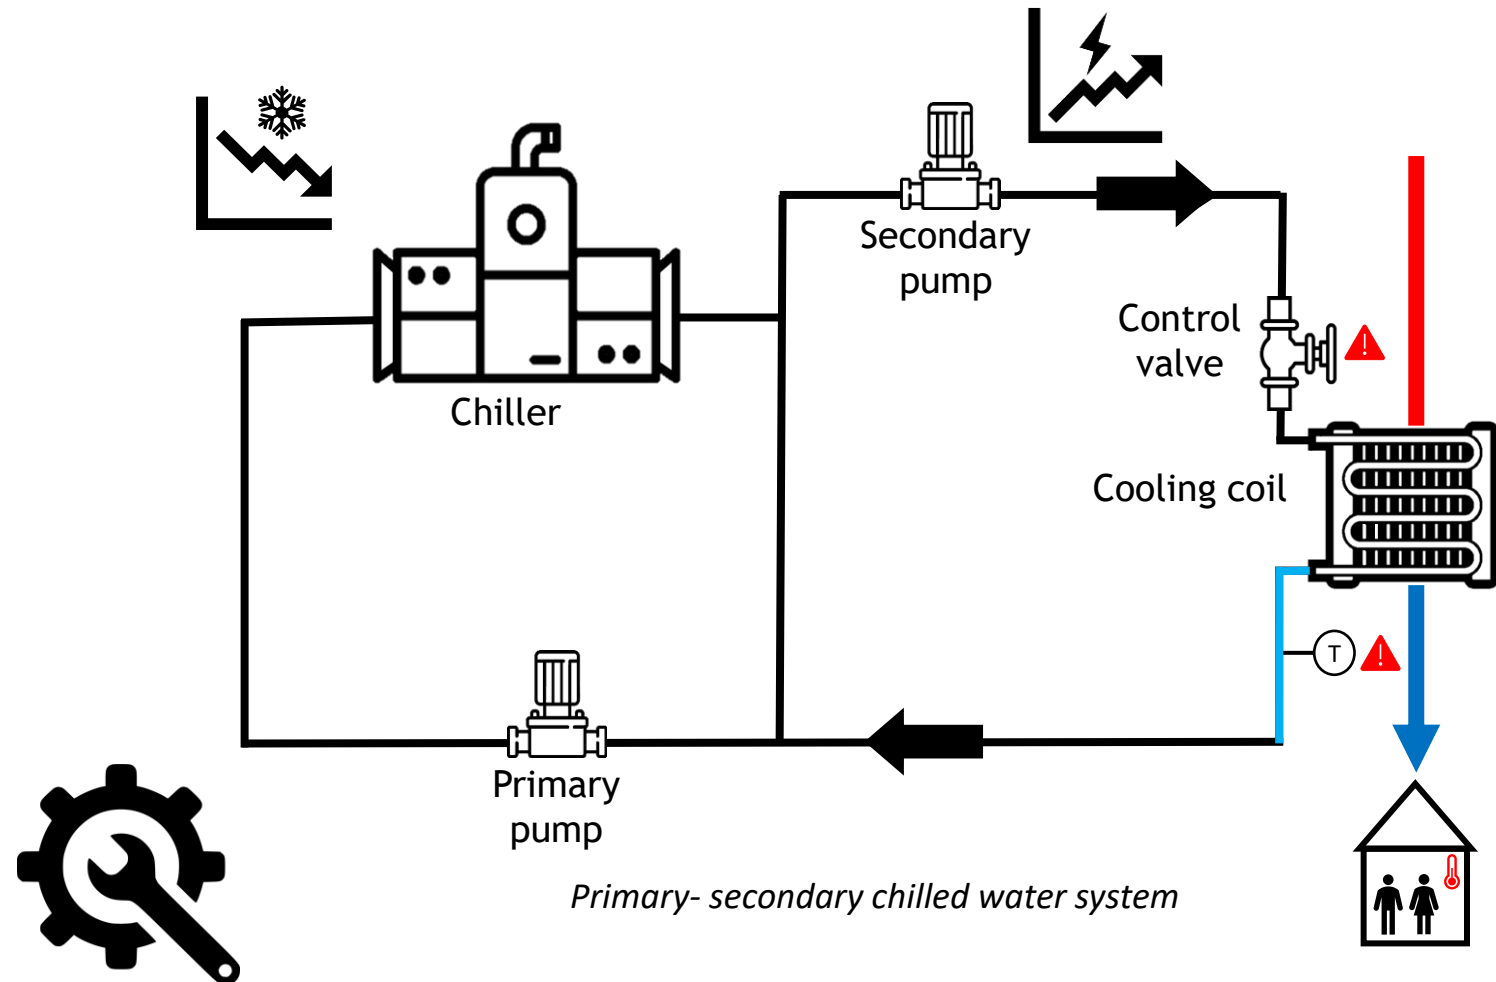 Secondary
pump
Control
valve
Chiller
Cooling coil
T
Primary
pump
Primary- secondary chilled water system